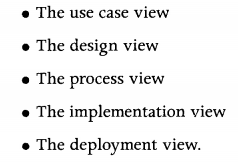 • The use case view
• The design view
• The process view
• The implementation view
• The deployment view.